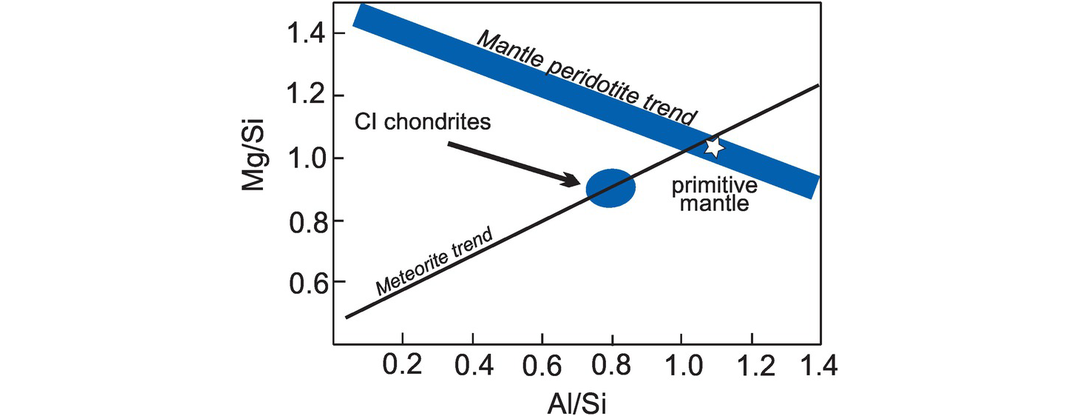 1.4
1.2
1.0
0.8
0.6
Mg/Si
Mantle peridotite trend
CI chondrites
primitive
mantle
Meteorite trend
0.2 0.4 0.6 0.8 1.0 1.2 1.4
Al/Si